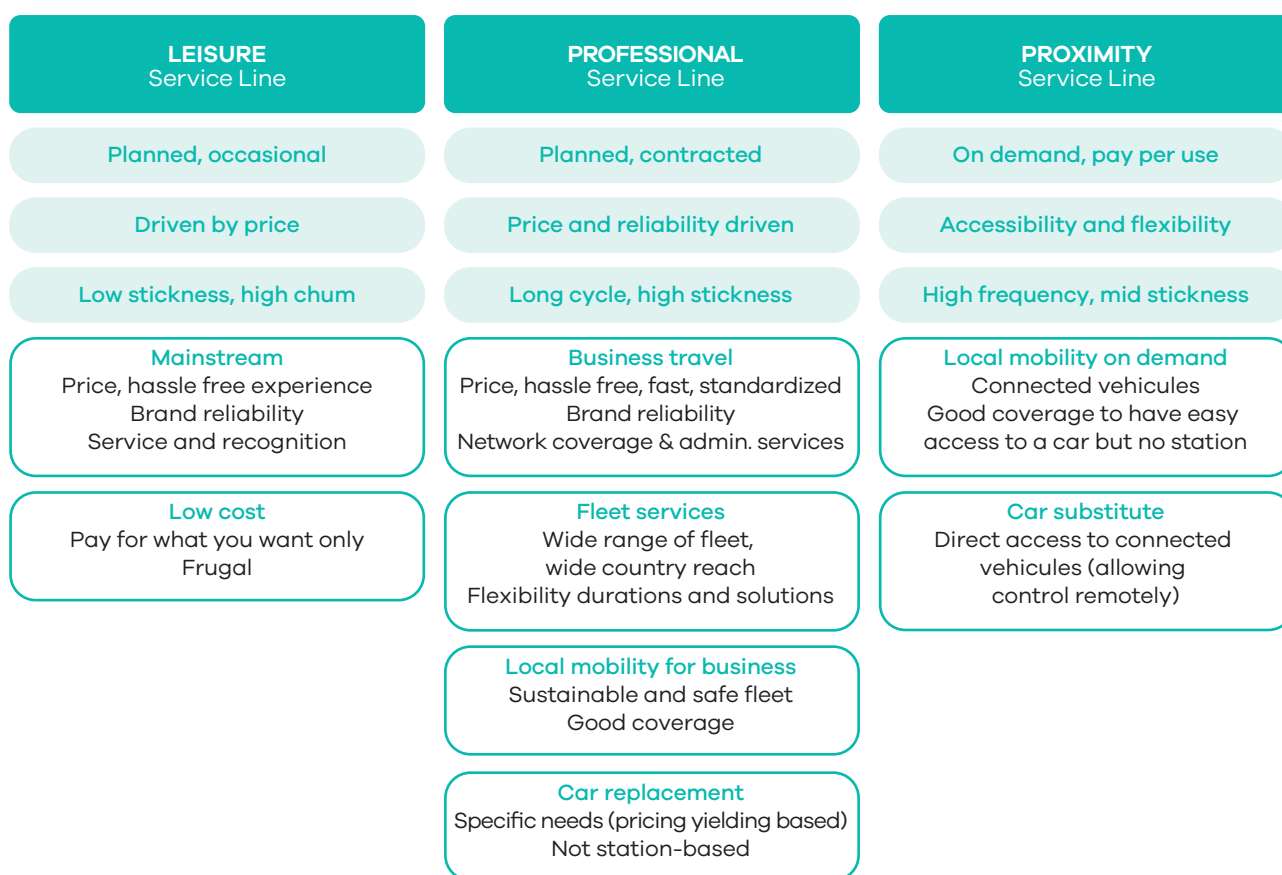 LEISURE
Service Line
Planned, occasional
Driven by price
Low stickness, high chum
Mainstream
Price, hassle free experience
Brand reliability
Service and recognition
Low cost
Pay for what you want only
Frugal
PROFESSIONAL
Service Line
Planned, contracted
Price and reliability driven
Long cycle, high stickness
Business travel
Price, hassle free, fast, standardized
Brand reliability
Network coverage & admin. services
Fleet services
Wide range of fleet,
wide country reach
Flexibility durations and solutions
Local mobility for business
Sustainable and safe fleet
Good coverage
Car replacement
Specific needs (pricing yielding based)
Not station-based
PROXIMITY
Service Line
On demand, pay per use
Accessibility and flexibility
High frequency, mid stickness
Local mobility on demand
Connected vehicules
Good coverage to have easy
access to a car but no station
Car substitute
Direct access to connected
vehicules (allowing
control remotely)